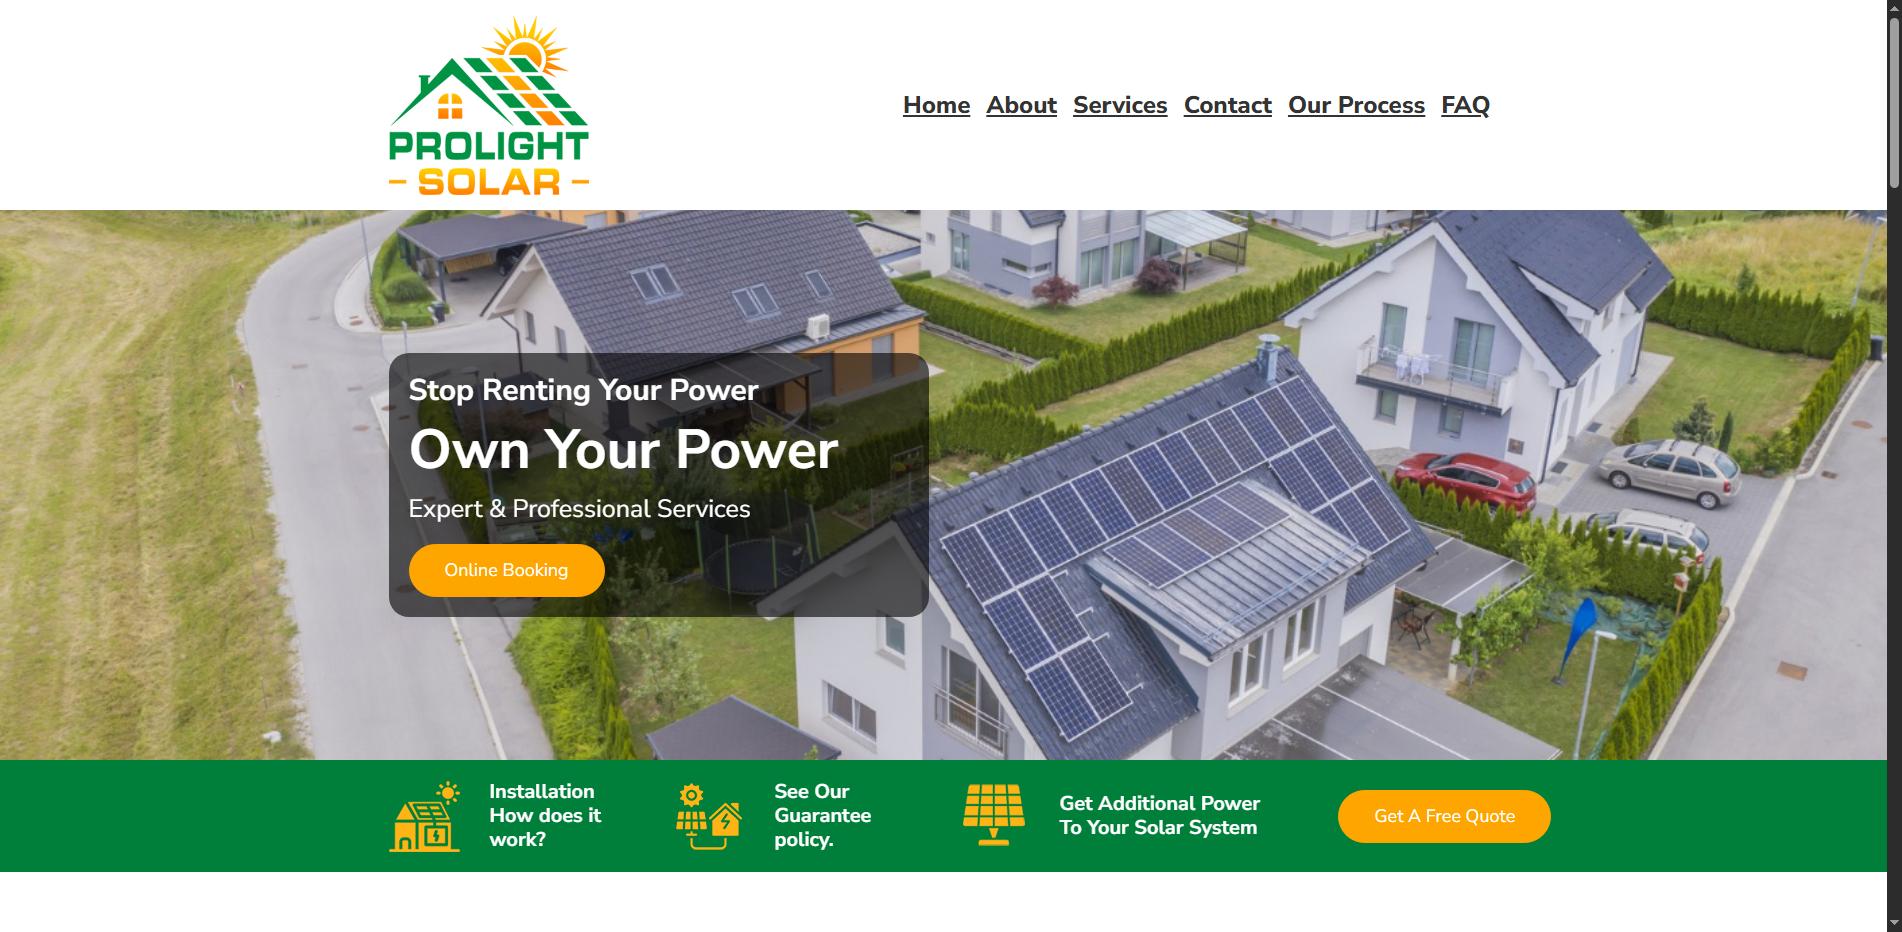 PROLIGHT
SOLAR
Home About Services Contact Our Process FAQ
Stop Renting Your Power
Own Your Power
Expert & Professional Services
Online Booking
Installation
How does it
work?
See Our
Guarantee
policy.
Get Additional Power
To Your Solar System
Get A Free Quote